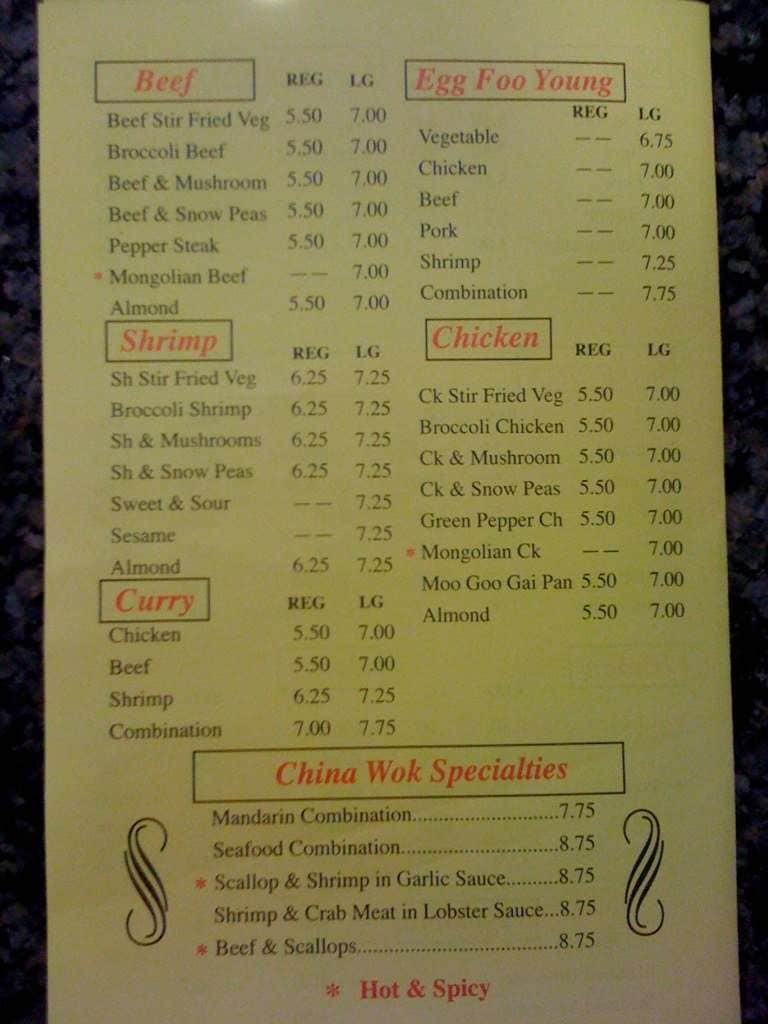 Beef REG LG
Beef Stir Fried Veg 5.50 7.00
Broccoli Beef 5.50 7.00
Beef & Mushroom 5.50 7.00
Beef & Snow Peas 5.50 7.00
Pepper Steak 5.50 7.00
* Mongolian Beef —— 7.00
Almond 5.50 7.00
Shrimp REG LG
Sh Stir Fried Veg 6.25 7.25
Broccoli Shrimp 6.25 7.25
Sh & Mushrooms 6.25 7.25
Sh & Snow Peas 6.25 7.25
Sweet & Sour —— 7.25
Sesame —— 7.25
Almond 6.25 7.25
Curry REG LG
Chicken 5.50 7.00
Beef 5.50 7.00
Shrimp 6.25 7.25
Combination 7.00 7.75
Egg Foo Young
REG LG
Vegetable —— 6.75
Chicken —— 7.00
Beef —— 7.00
Pork —— 7.00
Shrimp —— 7.25
Combination —— 7.75
Chicken REG LG
Ck Stir Fried Veg 5.50 7.00
Broccoli Chicken 5.50 7.00
Ck & Mushroom 5.50 7.00
Ck & Snow Peas 5.50 7.00
Green Pepper Ch 5.50 7.00
* Mongolian Ck —— 7.00
Moo Goo Gai Pan 5.50 7.00
Almond 5.50 7.00
China Wok Specialties
Mandarin Combination...........................7.75
Seafood Combination.............................8.75
* Scallop & Shrimp in Garlic Sauce..........8.75
Shrimp & Crab Meat in Lobster Sauce...8.75
* Beef & Scallops.....................................8.75
* Hot & Spicy